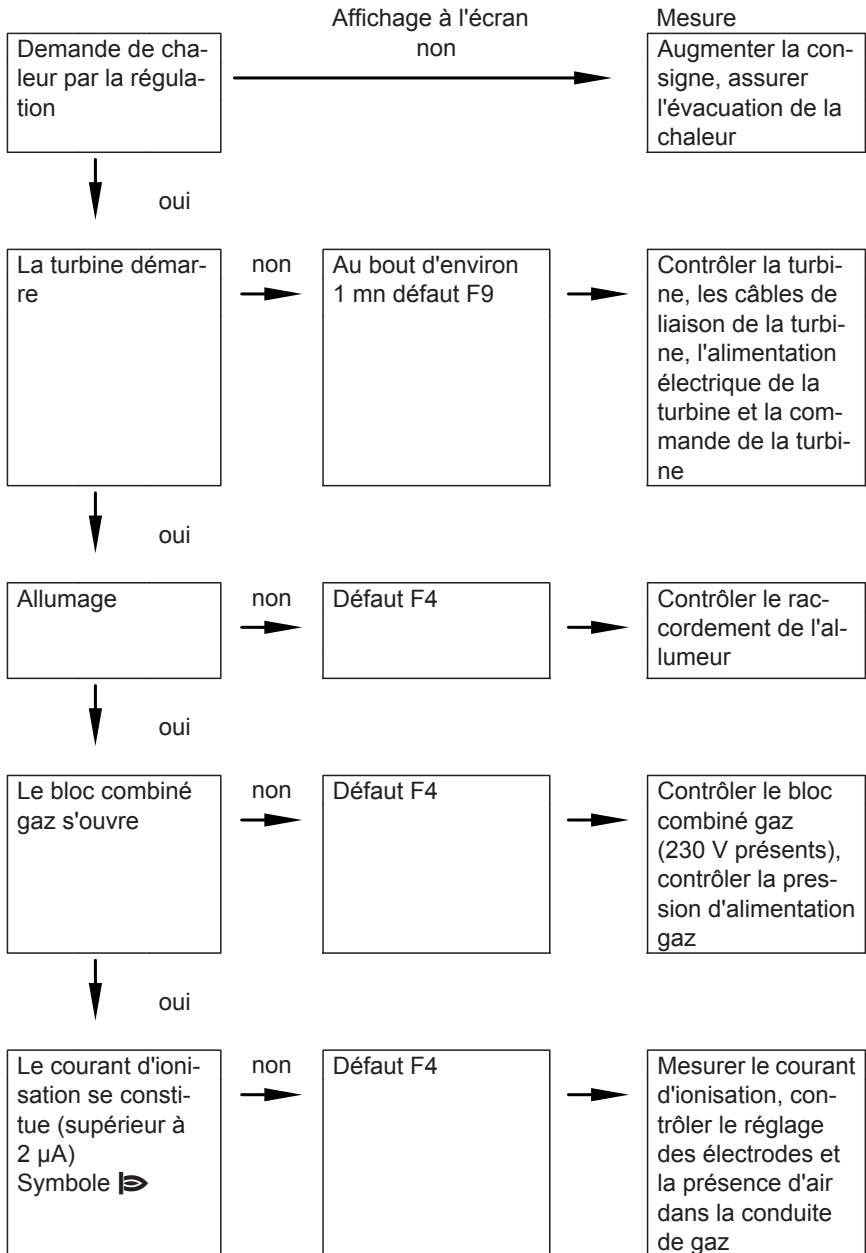 Affichage à l'écran
Mesure
Demande de cha-
leur par la régula-
tion
non
Augmenter la con-
signe, assurer
l'évacuation de la
chaleur
oui
La turbine démar-
re
non
Au bout d'environ
1 mn défaut F9
Contrôler la turbi-
ne, les câbles de
liaison de la turbi-
ne, l'alimentation
électrique de la
turbine et la com-
mande de la turbi-
ne
oui
Allumage
non
Défaut F4
Contrôler le rac-
cordement de l'al-
lumeur
oui
Le bloc combiné
gaz s'ouvre
non
Défaut F4
Contrôler le bloc
combiné gaz
(230 V présents),
contrôler la pres-
sion d'alimentation
gaz
oui
Le courant d'ioni-
sation se consti-
tue (supérieur à
2 µA)
Symbole
non
Défaut F4
Mesurer le courant
d'ionisation, con-
trôler le réglage
des électrodes et
la présence d'air
dans la conduite
de gaz